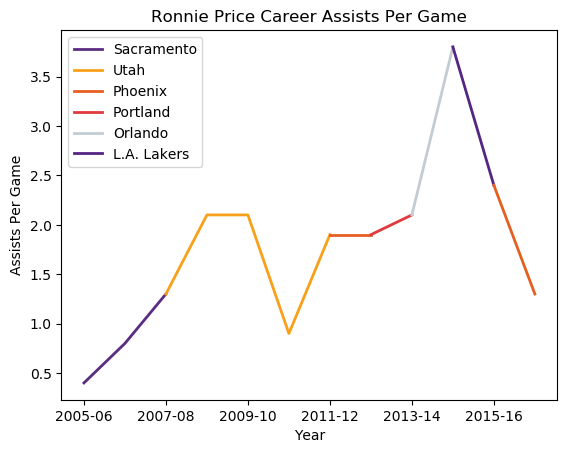 Ronnie Price Career Assists Per Game
Sacramento
Utah
Phoenix
Portland
Orlando
L.A. Lakers
Assists Per Game
3.5
3.0
2.5
2.0
1.5
1.0
0.5
2005-06 2007-08 2009-10 2011-12 2013-14 2015-16
Year